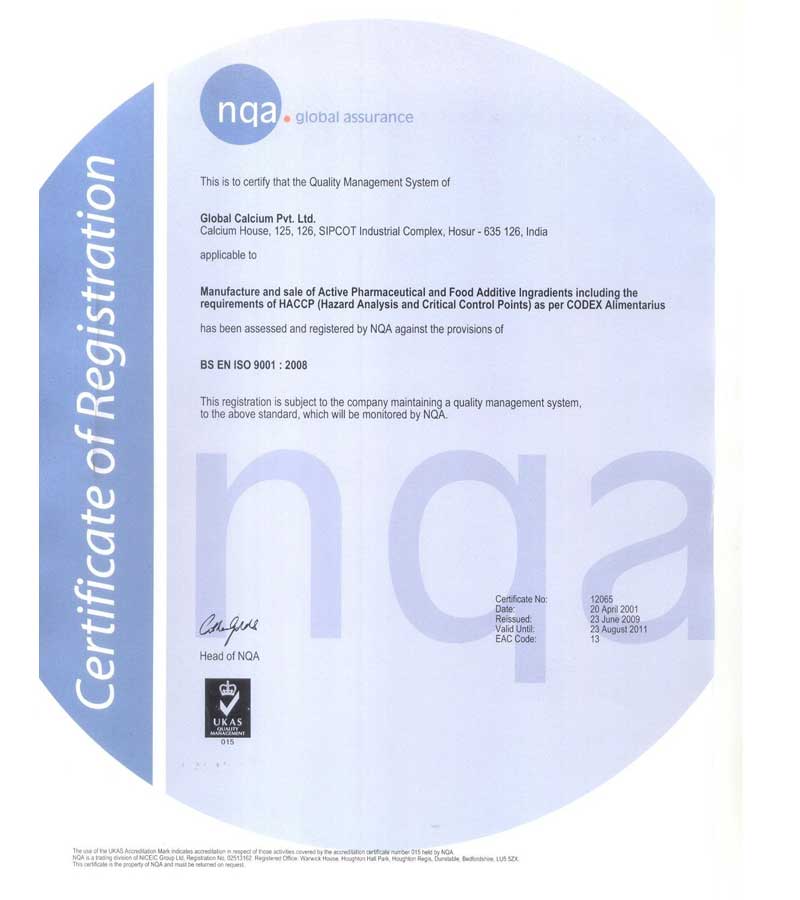 Certificate of Registration
nqa. global assurance
This is to certify that the Quality Management System of
Global Calcium Pvt. Ltd.
Calcium House, 125, 126, SIPCOT Industrial Complex, Hosur - 635 126, India
applicable to
Manufacture and sale of Active Pharmaceutical and Food Additive Ingredients including the
requirements of HACCP (Hazard Analysis and Critical Control Points) as per CODEX Alimentarius
has been assessed and registered by NQA against the provisions of
BS EN ISO 9001 : 2008
This registration is subject to the company maintaining a quality management system,
to the above standard, which will be monitored by NQA.
nqa
Certificate No: 12065
Date: 20 April 2001
Reissued: 23 June 2009
Valid Until: 23 August 2011
EAC Code: 13
Head of NQA
UKAS
QUALITY
MANAGEMENT
015
The use of the UKAS Accreditation Mark indicates accreditation in respect of those activities covered by the accreditation certificate number 015 held by NQA.
NQA is a trading division of NICEIC Group Ltd, Registration No. 02513162. Registered Office: Warwick House, Houghton Hall Park, Houghton Regis, Dunstable, Bedfordshire, LU5 5ZX.
This certificate is the property of NQA and must be returned on request.